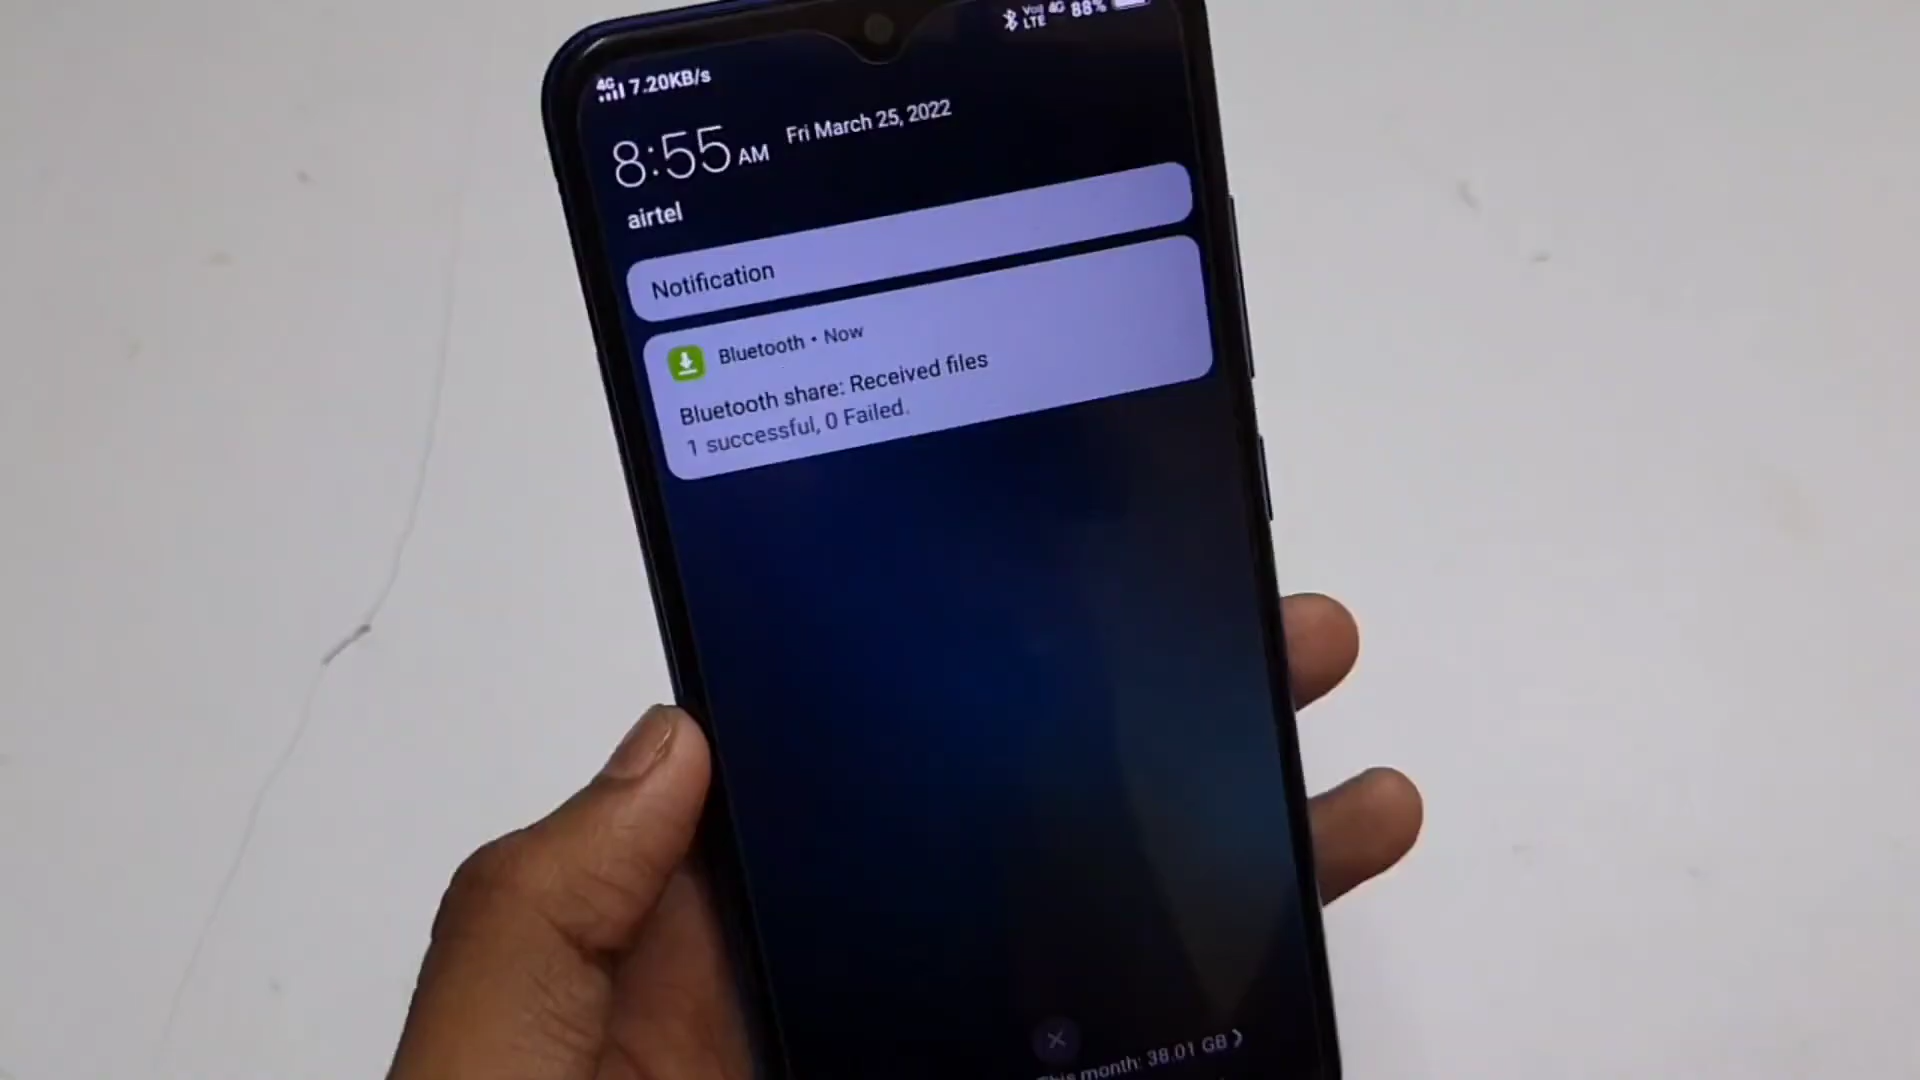 VoI 4G 88%
LTE
4G 7.20KB/s
8:55 AM Fri March 25, 2022
airtel
Notification
Bluetooth • Now
Bluetooth share: Received files
1 successful, 0 Failed.
This month: 38.01 GB